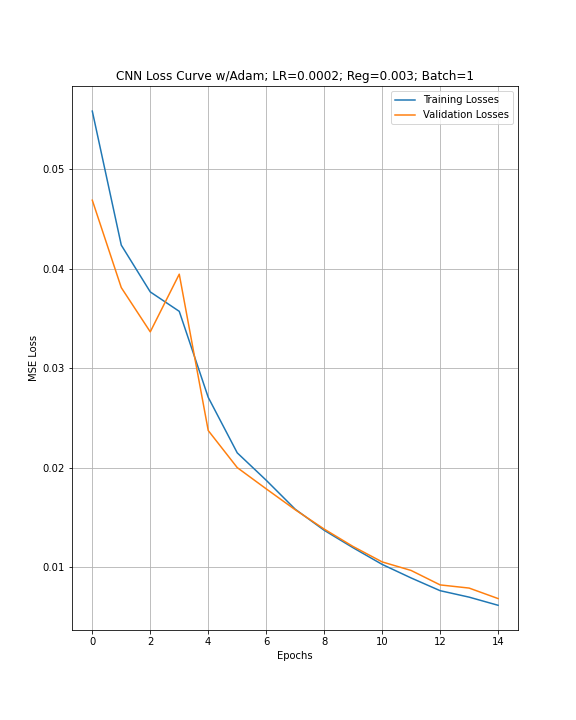 CNN Loss Curve w/Adam; LR=0.0002; Reg=0.003; Batch=1
Training Losses
Validation Losses
0.05
0.04
0.03
0.02
0.01
MSE Loss
0 2 4 6 8 10 12 14
Epochs